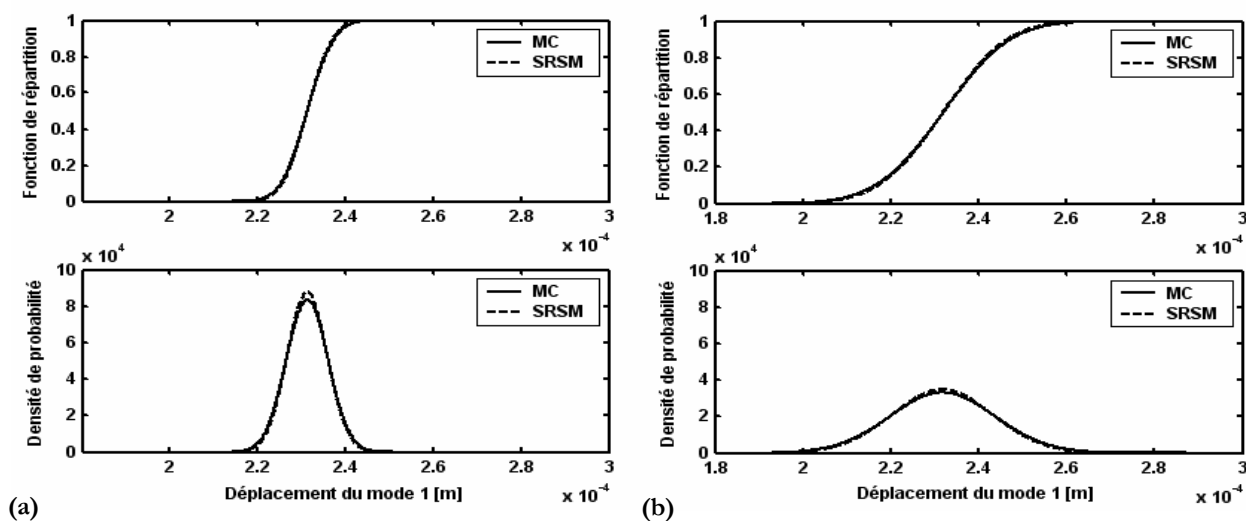 Fonction de répartition
1
0.8
0.6
0.4
0.2
0
MC
SRSM
2 2.2 2.4 2.6 2.8 3
x 10-4
x 10 4
Densité de probabilité
10
8
6
4
2
0
MC
SRSM
2 2.2 2.4 2.6 2.8 3
Déplacement du mode 1 [m]
x 10-4
(a)
Fonction de répartition
1
0.8
0.6
0.4
0.2
0
MC
SRSM
1.8 2 2.2 2.4 2.6 2.8 3
x 10-4
x 10 4
Densité de probabilité
10
8
6
4
2
0
MC
SRSM
1.8 2 2.2 2.4 2.6 2.8 3
Déplacement du mode 1 [m]
x 10-4
(b)